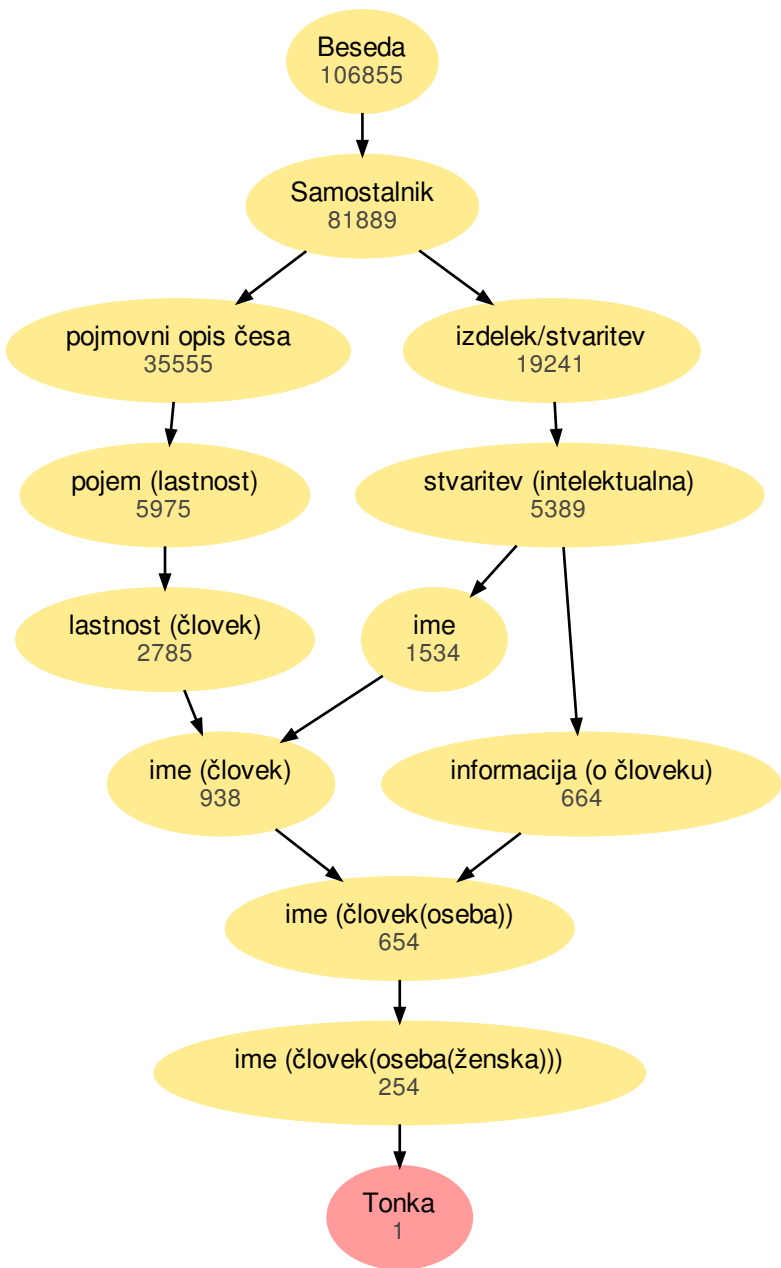 Beseda
106855
Samostalnik
81889
pojmovni opis česa
35555
izdelek/stvaritev
19241
pojem (lastnost)
5975
stvaritev (intelektualna)
5389
lastnost (človek)
2785
ime
1534
ime (človek)
938
informacija (o človeku)
664
ime (človek(oseba))
654
ime (človek(oseba(ženska)))
254
Tonka
1